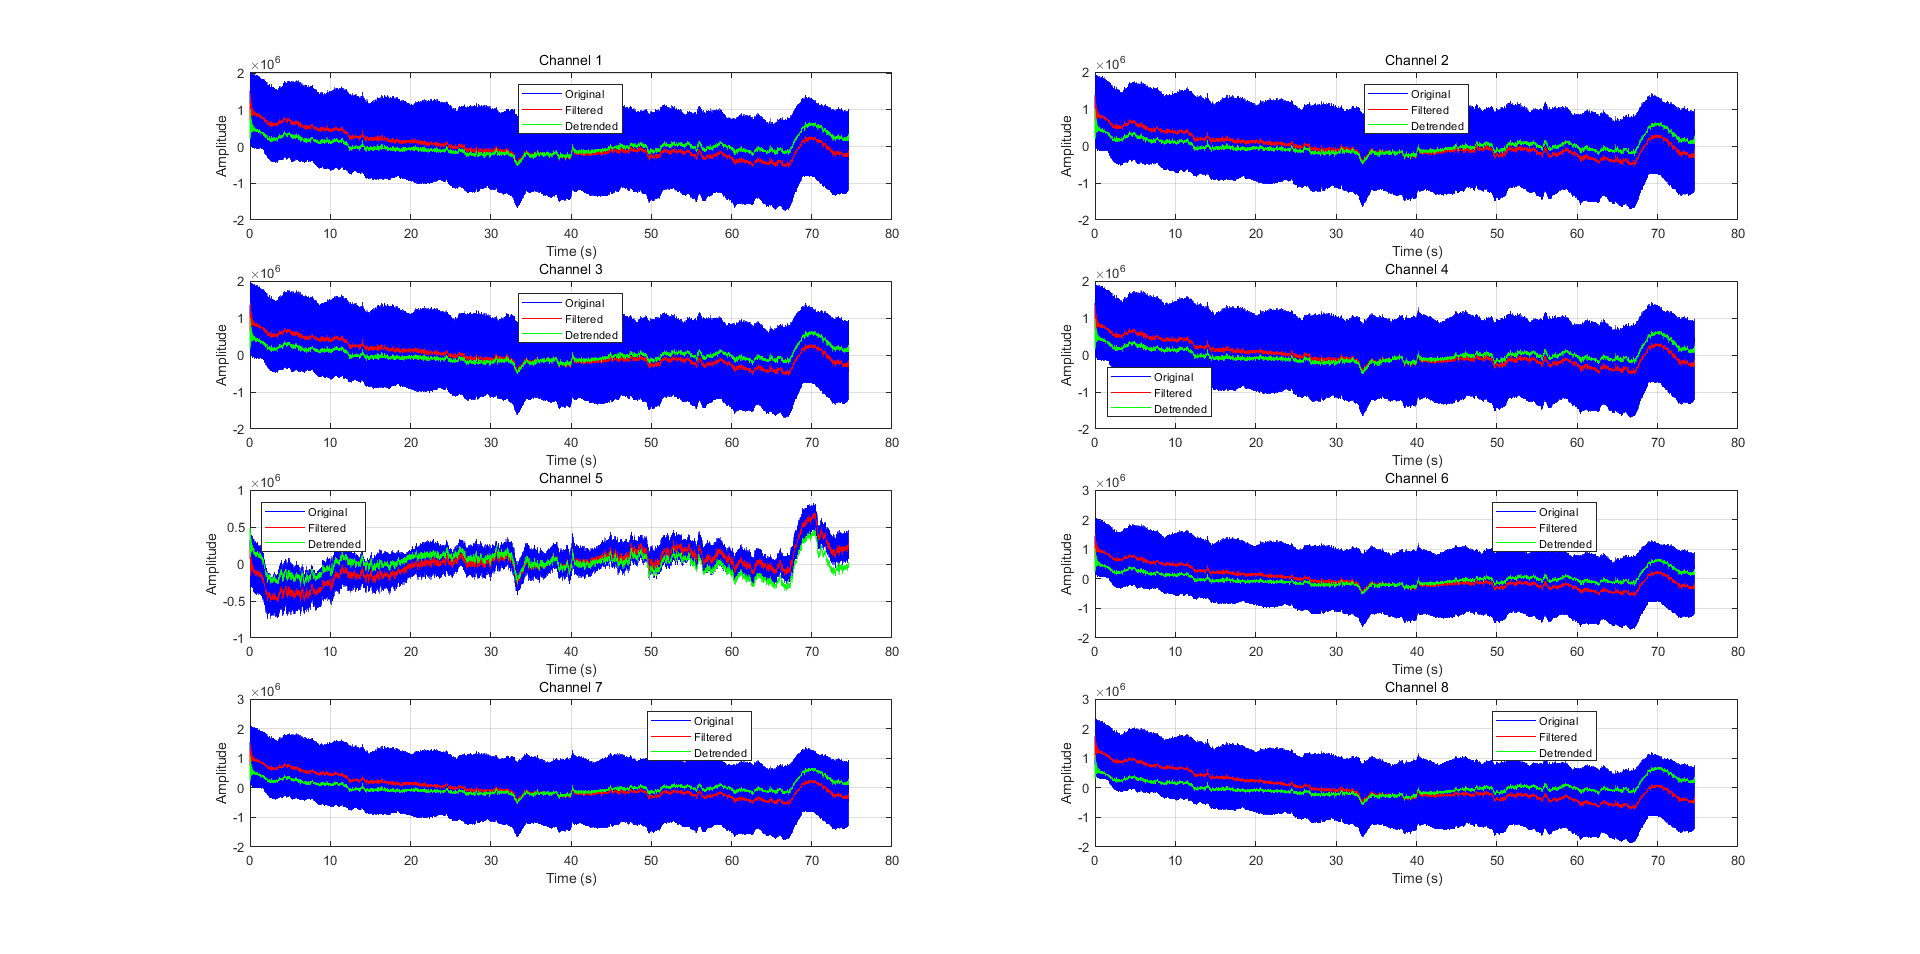 Channel 1
×10^6
2
1
0
-1
-2
Amplitude
Original
Filtered
Detrended
0 10 20 30 40 50 60 70 80
Time (s)
Channel 2
×10^6
2
1
0
-1
-2
Amplitude
Original
Filtered
Detrended
0 10 20 30 40 50 60 70 80
Time (s)
Channel 3
×10^6
2
1
0
-1
-2
Amplitude
Original
Filtered
Detrended
0 10 20 30 40 50 60 70 80
Time (s)
Channel 4
×10^6
2
1
0
-1
-2
Amplitude
Original
Filtered
Detrended
0 10 20 30 40 50 60 70 80
Time (s)
Channel 5
×10^6
1
0.5
0
-0.5
-1
Amplitude
Original
Filtered
Detrended
0 10 20 30 40 50 60 70 80
Time (s)
Channel 6
×10^6
3
2
1
0
-1
-2
Amplitude
Original
Filtered
Detrended
0 10 20 30 40 50 60 70 80
Time (s)
Channel 7
×10^6
3
2
1
0
-1
-2
Amplitude
Original
Filtered
Detrended
0 10 20 30 40 50 60 70 80
Time (s)
Channel 8
×10^6
3
2
1
0
-1
-2
Amplitude
Original
Filtered
Detrended
0 10 20 30 40 50 60 70 80
Time (s)